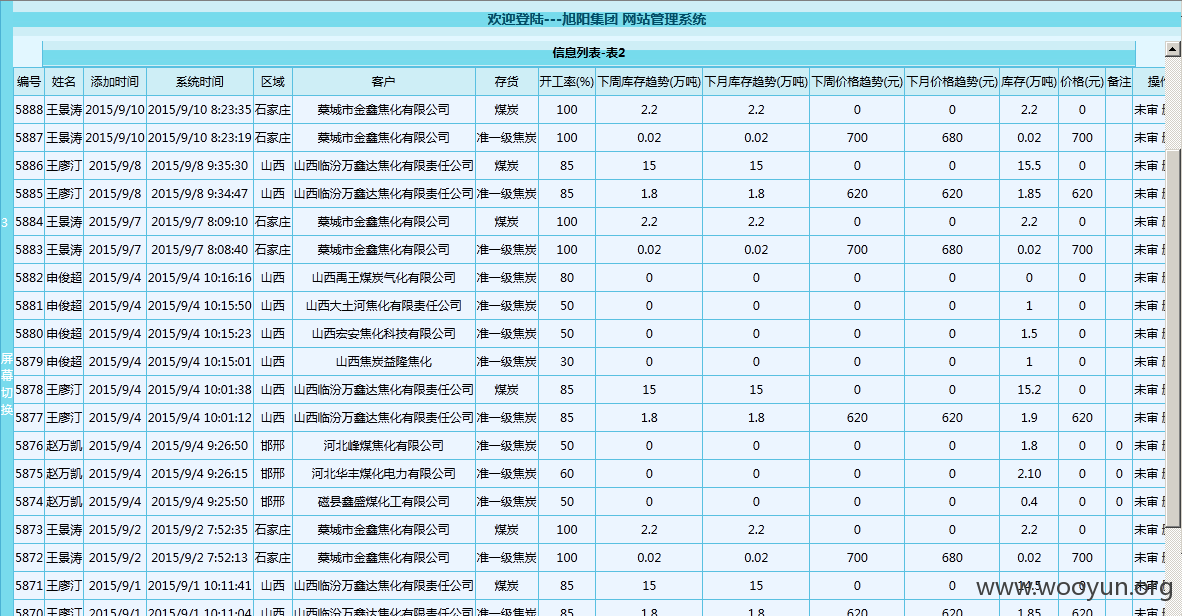 欢迎登陆---旭阳集团 网站管理系统
信息列表-表2
编号 姓名 添加时间 系统时间 区域 客户 存货 开工率(%) 下周库存趋势(万吨) 下月库存趋势(万吨) 下周价格趋势(元) 下月价格趋势(元) 库存(万吨) 价格(元) 备注 操作
5888 王景涛 2015/9/10 2015/9/10 8:23:35 石家庄 藁城市金鑫焦化有限公司 煤炭 100 2.2 2.2 0 0 2.2 0 未审
5887 王景涛 2015/9/10 2015/9/10 8:23:19 石家庄 藁城市金鑫焦化有限公司 准一级焦炭 100 0.02 0.02 700 680 0.02 700 未审
5886 王廖汀 2015/9/8 2015/9/8 9:35:30 山西 山西临汾万鑫达焦化有限责任公司 煤炭 85 15 15 0 0 15.5 0 未审
5885 王廖汀 2015/9/8 2015/9/8 9:34:47 山西 山西临汾万鑫达焦化有限责任公司 准一级焦炭 85 1.8 1.8 620 620 1.85 620 未审
5884 王景涛 2015/9/7 2015/9/7 8:09:10 石家庄 藁城市金鑫焦化有限公司 煤炭 100 2.2 2.2 0 0 2.2 0 未审
5883 王景涛 2015/9/7 2015/9/7 8:08:40 石家庄 藁城市金鑫焦化有限公司 准一级焦炭 100 0.02 0.02 700 680 0.02 700 未审
5882 申俊超 2015/9/4 2015/9/4 10:16:16 山西 山西禹王煤炭气化有限公司 准一级焦炭 80 0 0 0 0 0 0 未审
5881 申俊超 2015/9/4 2015/9/4 10:15:50 山西 山西大土河焦化有限责任公司 准一级焦炭 50 0 0 0 0 1 0 未审
5880 申俊超 2015/9/4 2015/9/4 10:15:23 山西 山西宏安焦化科技有限公司 准一级焦炭 50 0 0 0 0 1.5 0 未审
5879 申俊超 2015/9/4 2015/9/4 10:15:01 山西 山西焦炭益隆焦化 准一级焦炭 30 0 0 0 0 1 0 未审
5878 王廖汀 2015/9/4 2015/9/4 10:01:38 山西 山西临汾万鑫达焦化有限责任公司 煤炭 85 15 15 0 0 15.2 0 未审
5877 王廖汀 2015/9/4 2015/9/4 10:01:12 山西 山西临汾万鑫达焦化有限责任公司 准一级焦炭 85 1.8 1.8 620 620 1.9 620 未审
5876 赵万凯 2015/9/4 2015/9/4 9:26:50 邯邢 河北峰煤焦化有限公司 准一级焦炭 50 0 0 0 0 1.8 0 0 未审
5875 赵万凯 2015/9/4 2015/9/4 9:26:15 邯邢 河北华丰煤化电力有限公司 准一级焦炭 60 0 0 0 0 2.10 0 0 未审
5874 赵万凯 2015/9/4 2015/9/4 9:25:50 邯邢 磁县鑫盛煤化工有限公司 准一级焦炭 50 0 0 0 0 0.4 0 0 未审
5873 王景涛 2015/9/2 2015/9/2 7:52:35 石家庄 藁城市金鑫焦化有限公司 煤炭 100 2.2 2.2 0 0 2.2 0 未审
5872 王景涛 2015/9/2 2015/9/2 7:52:13 石家庄 藁城市金鑫焦化有限公司 准一级焦炭 100 0.02 0.02 700 680 0.02 700 未审
5871 王廖汀 2015/9/1 2015/9/1 10:11:41 山西 山西临汾万鑫达焦化有限责任公司 煤炭 85 15 15 0 0 14.5 0 未审
5870 王廖汀 2015/9/1 2015/9/1 10:11:04 山西 山西临汾万鑫达焦化有限责任公司 准一级焦炭 85 1.8 1.8 620 620 1.85 620 未审
3
屏幕切换
www.wooyun.org